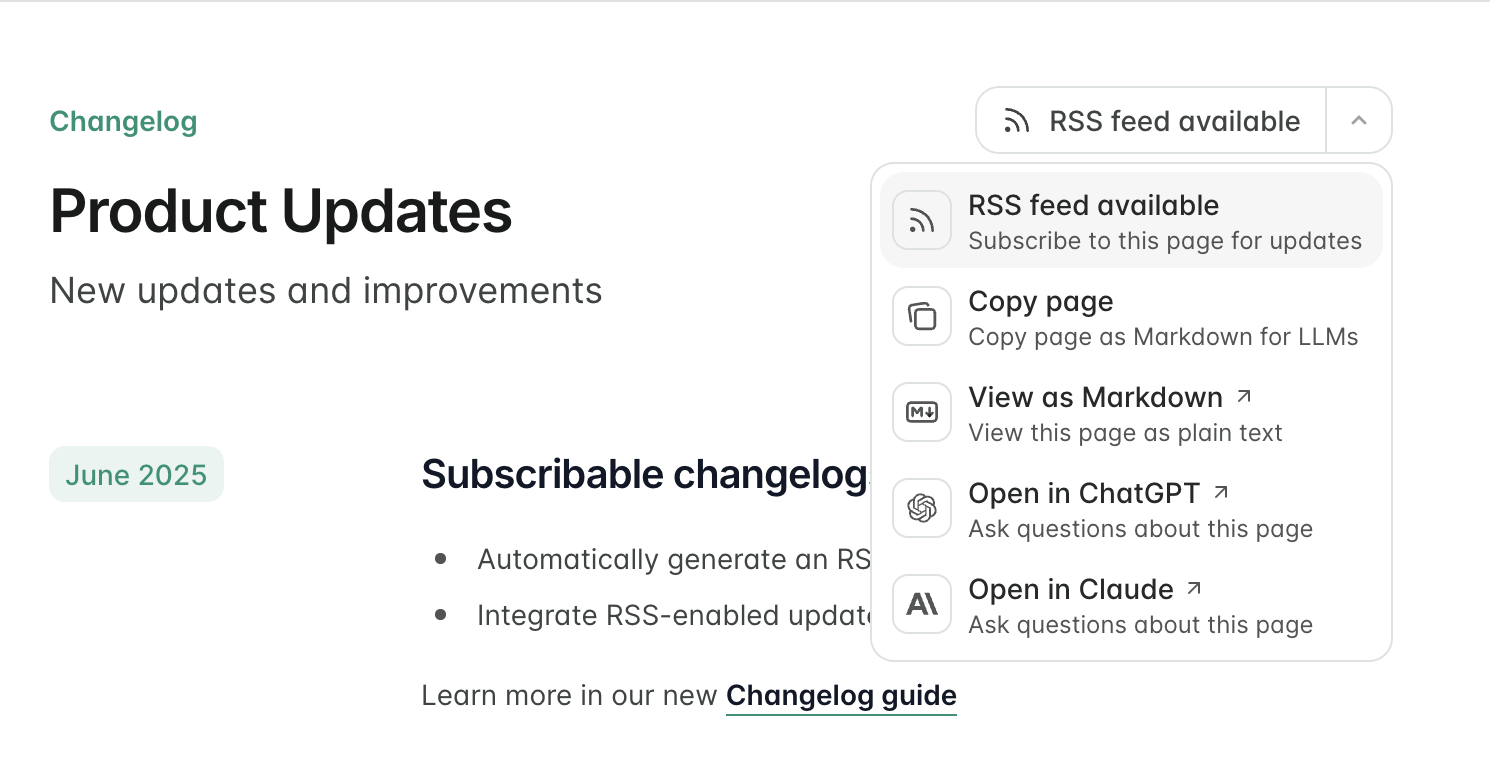 Changelog
RSS feed available
Product Updates
New updates and improvements
RSS feed available
Subscribe to this page for updates
Copy page
Copy page as Markdown for LLMs
View as Markdown
View this page as plain text
Open in ChatGPT
Ask questions about this page
Open in Claude
Ask questions about this page
June 2025
Subscribable changelog
Automatically generate an RS
Integrate RSS-enabled update
Learn more in our new Changelog guide